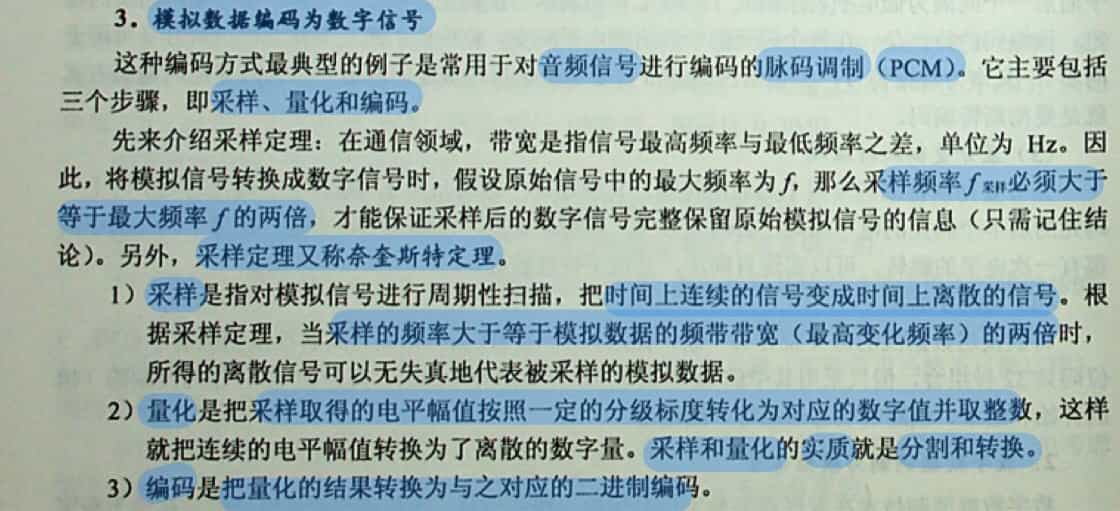 3．模拟数据编码为数字信号
这种编码方式最典型的例子是常用于对音频信号进行编码的脉码调制（PCM）。它主要包括
三个步骤，即采样、量化和编码。
先来介绍采样定理：在通信领域，带宽是指信号最高频率与最低频率之差，单位为 Hz。因
此，将模拟信号转换成数字信号时，假设原始信号中的最大频率为 f，那么采样频率 f采样必须大于
等于最大频率 f 的两倍，才能保证采样后的数字信号完整保留原始模拟信号的信息（只需记住结
论）。另外，采样定理又称奈奎斯特定理。
1）采样是指对模拟信号进行周期性扫描，把时间上连续的信号变成时间上离散的信号。根
据采样定理，当采样的频率大于等于模拟数据的频带带宽（最高变化频率）的两倍时，
所得的离散信号可以无失真地代表被采样的模拟数据。
2）量化是把采样取得的电平幅值按照一定的分级标度转化为对应的数字值并取整数，这样
就把连续的电平幅值转换为了离散的数字量。采样和量化的实质就是分割和转换。
3）编码是把量化的结果转换为与之对应的二进制编码。